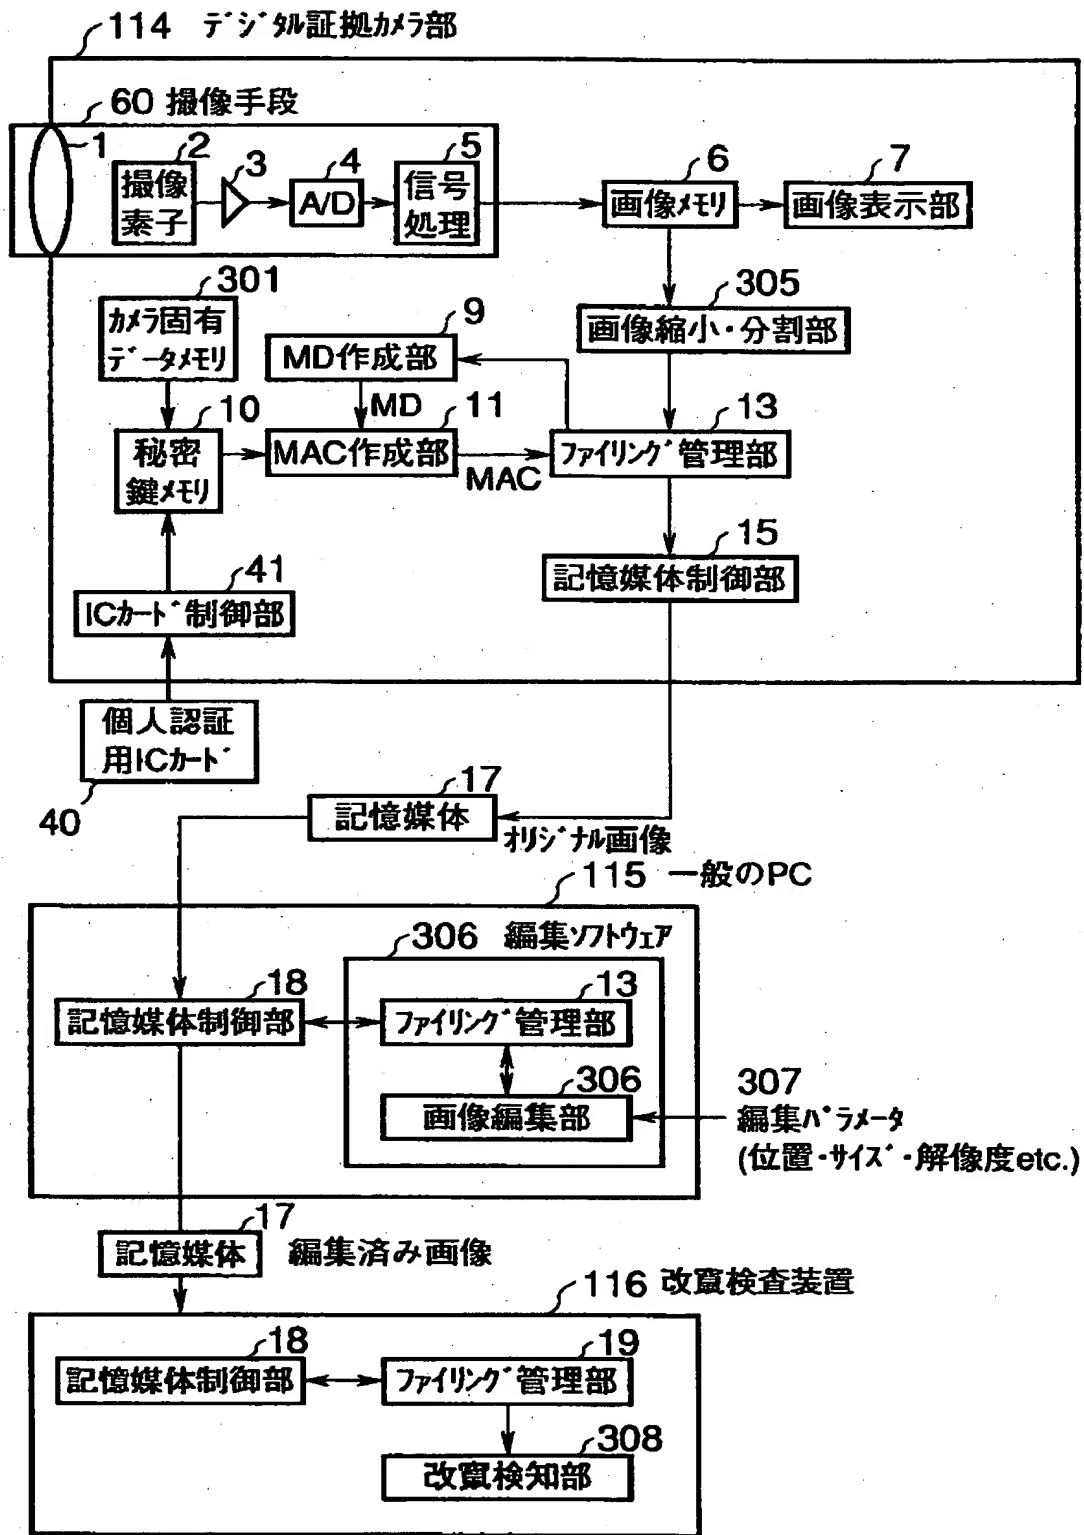 114 デジタル証拠カメラ部
60 撮像手段
1
2
3
4
5
6
7
撮像
素子
A/D
信号
処理
画像メモリ
画像表示部
301
カメラ固有
データメモリ
9
MD作成部
305
画像縮小・分割部
MD
10
秘密
鍵メモリ
11
MAC作成部
MAC
13
ファイリング管理部
15
記憶媒体制御部
41
ICカード制御部
個人認証
用ICカード
40
17
記憶媒体
オリジナル画像
115 一般のPC
306 編集ソフトウェア
18
記憶媒体制御部
13
ファイリング管理部
306
画像編集部
307
編集パラメータ
(位置・サイズ・解像度etc.)
17
記憶媒体
編集済み画像
116 改竄検査装置
18
記憶媒体制御部
19
ファイリング管理部
308
改竄検知部